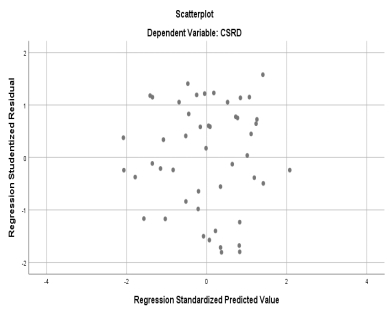 Scatterplot
Dependent Variable: CSRD
Regression Studentized Residual
2
1
0
-1
-2
-4
-2
0
2
4
Regression Standardized Predicted Value